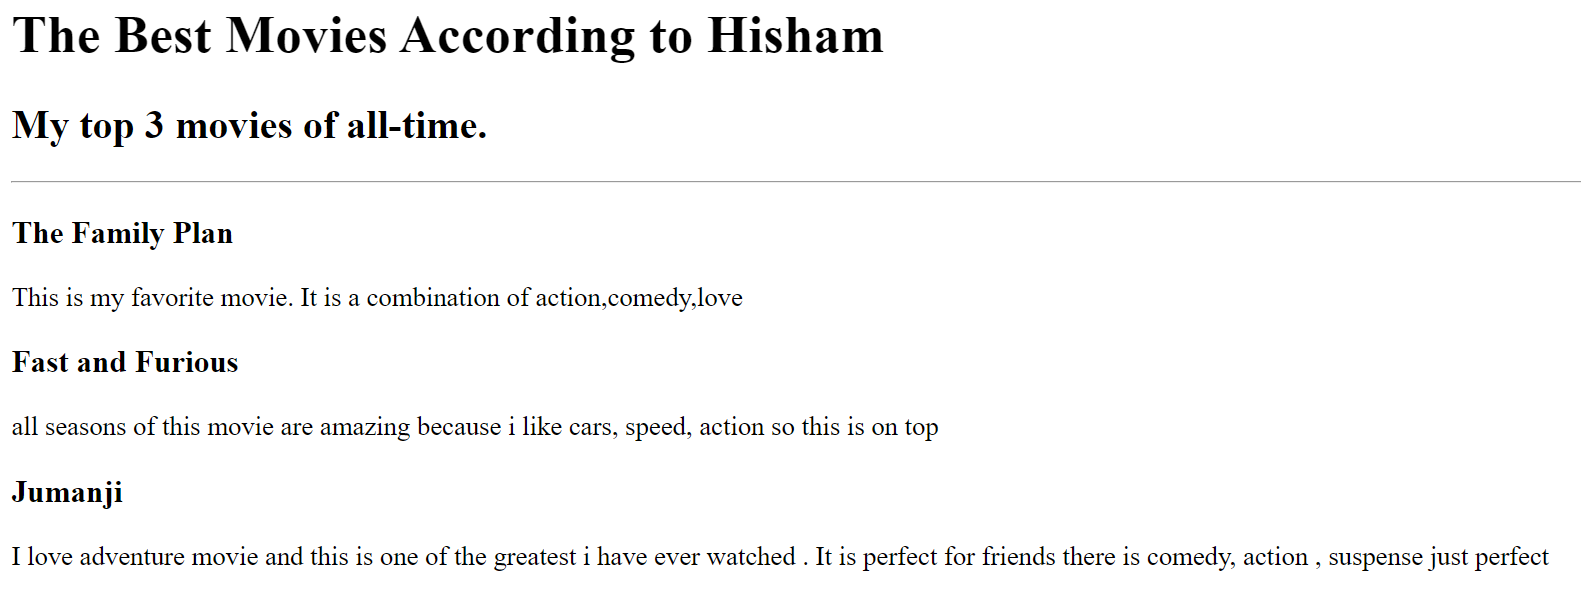 The Best Movies According to Hisham
My top 3 movies of all-time.
The Family Plan
This is my favorite movie. It is a combination of action,comedy,love
Fast and Furious
all seasons of this movie are amazing because i like cars, speed, action so this is on top
Jumanji
I love adventure movie and this is one of the greatest i have ever watched . It is perfect for friends there is comedy, action , suspense just perfect